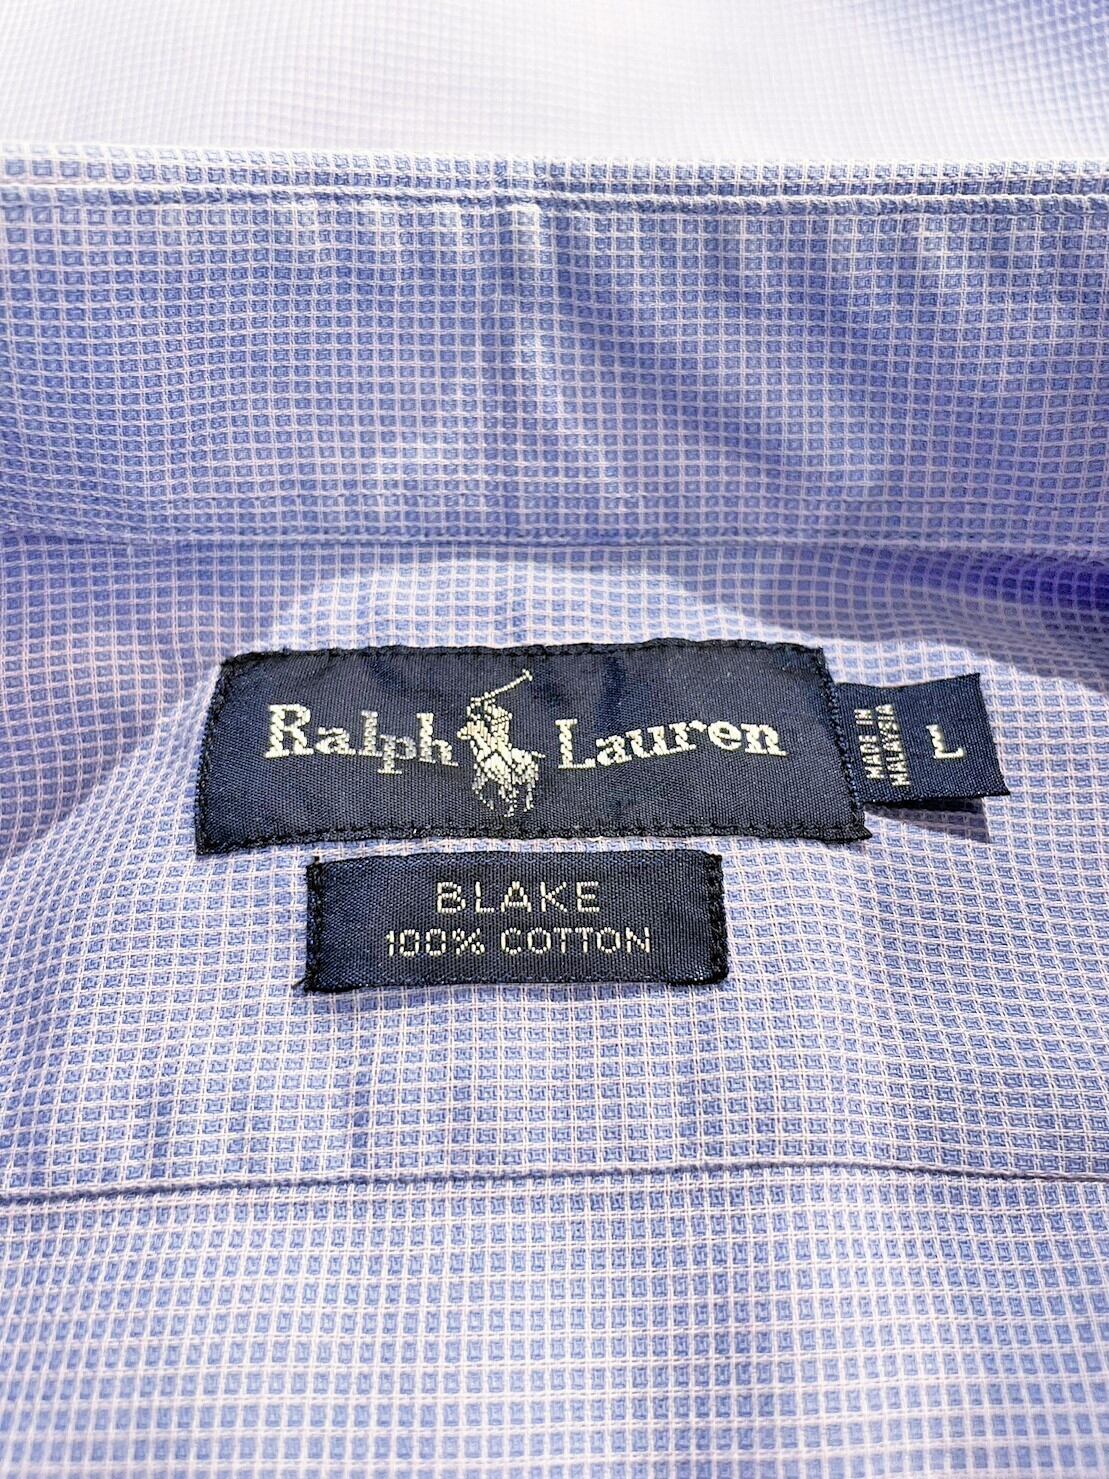 Ralph Lauren
MADE IN
MALAYSIA
L
BLAKE
100% COTTON